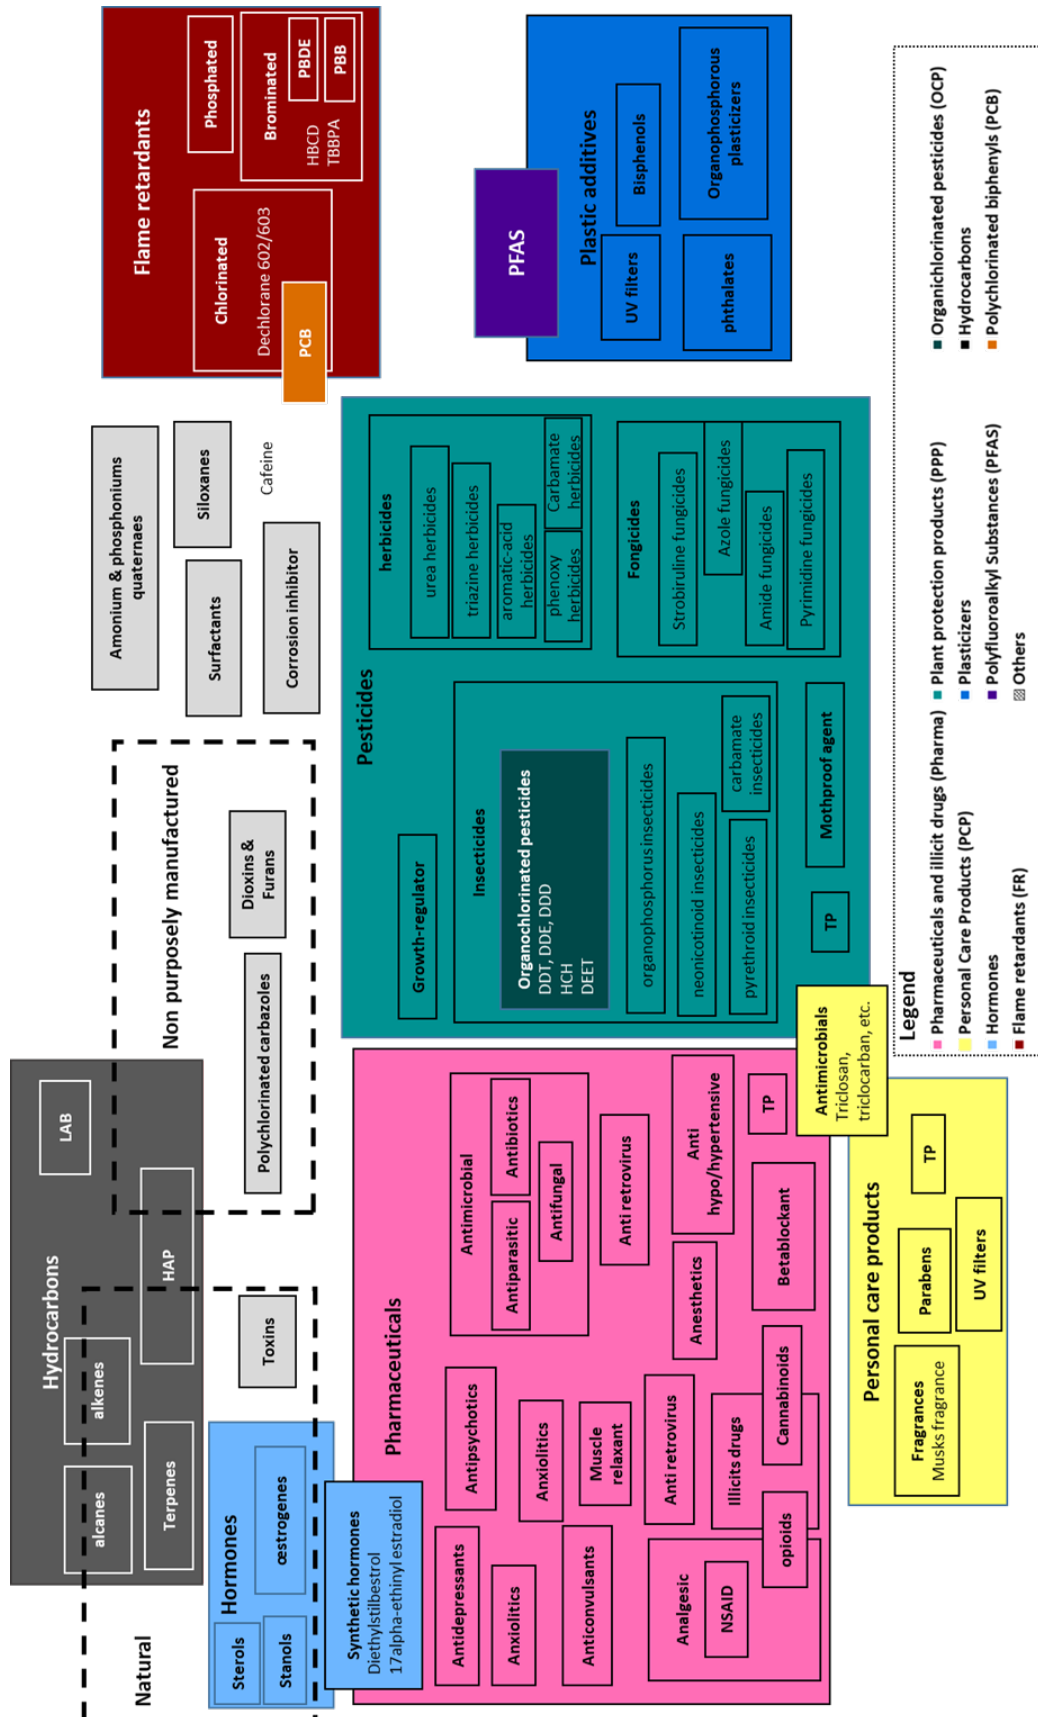 Natural
Hydrocarbons
alcanes
alkenes
Terpenes
HAP
LAB
Hormones
Sterols
Stanols
œstrogenes
Toxins
Non purposely manufactured
Polychlorinated carbazoles
Dioxins &
Furans
Amonium & phosphoniums
quaternaes
Surfactants
Siloxanes
Corrosion inhibitor
Cafeine
Flame retardants
Chlorinated
Dechlorane 602/603
PCB
Phosphated
Brominated
HBCD
TBBPA
PBDE
PBB
Synthetic hormones
Diethylstilbestrol
17alpha-ethinyl estradiol
Pharmaceuticals
Antidepressants
Antipsychotics
Anxiolitics
Anxiolitics
Anticonvulsants
Muscle
relaxant
Analgesic
NSAID
opioids
Anti retrovirus
Illicits drugs
Cannabinoids
Antimicrobial
Antiparasitic
Antibiotics
Antifungal
Anti retrovirus
Anesthetics
Anti
hypo/hypertensive
Betablockant
TP
Pesticides
Growth-regulator
Insecticides
Organochlorinated pesticides
DDT, DDE, DDD
HCH
DEET
organophosphorus insecticides
neonicotinoid insecticides
pyrethroid insecticides
carbamate
insecticides
TP
Mothproof agent
herbicides
urea herbicides
triazine herbicides
aromatic-acid
herbicides
phenoxy
herbicides
Carbamate
herbicides
Fongicides
Strobiruline fungicides
Azole fungicides
Amide fungicides
Pyrimidine fungicides
PFAS
Plastic additives
UV filters
Bisphenols
phthalates
Organophosphorous
plasticizers
Antimicrobials
Triclosan,
triclocarban, etc.
Personal care products
Fragrances
Musks fragrance
Parabens
TP
UV filters
Legend
Pharmaceuticals and illicit drugs (Pharma)
Plant protection products (PPP)
Organichlorinated pesticides (OCP)
Personal Care Products (PCP)
Plasticizers
Hydrocarbons
Hormones
Polyfluoroalkyl Substances (PFAS)
Polychlorinated biphenyls (PCB)
Flame retardants (FR)
Others